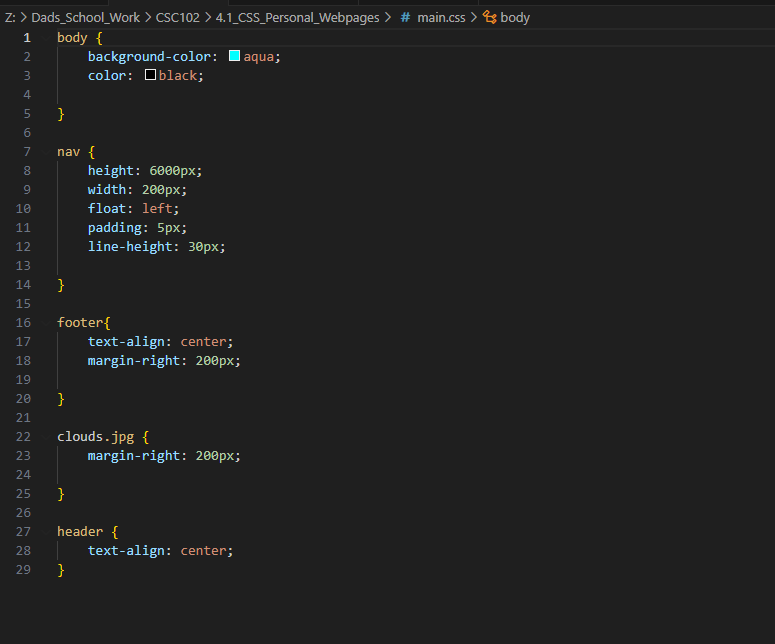 Z: > Dads_School_Work > CSC102 > 4.1_CSS_Personal_Webpages > # main.css > body
1 body {
2 background-color: aqua;
3 color: black;
4
5 }
6
7 nav {
8 height: 6000px;
9 width: 200px;
10 float: left;
11 padding: 5px;
12 line-height: 30px;
13
14 }
15
16 footer{
17 text-align: center;
18 margin-right: 200px;
19
20 }
21
22 clouds.jpg {
23 margin-right: 200px;
24
25 }
26
27 header {
28 text-align: center;
29 }